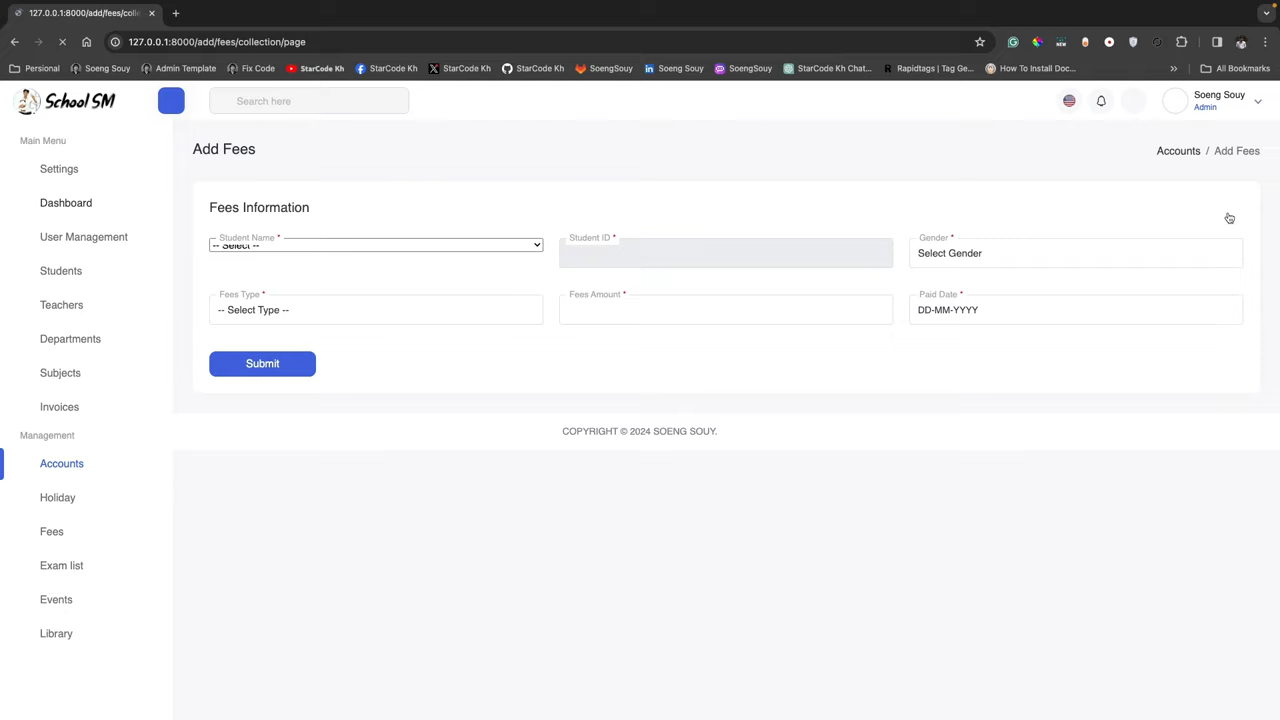 127.0.0.1:8000/add/fees/colle
127.0.0.1:8000/add/fees/collection/page
Personal
Soeng Souy
Admin Template
Fix Code
StarCode Kh
StarCode Kh
StarCode Kh
StarCode Kh
SoengSouy
Soeng Souy
SoengSouy
StarCode Kh Chat...
Rapidtags | Tag Ge...
How To Install Doc...
All Bookmarks
School SM
Search here
Soeng Souy
Admin
Main Menu
Settings
Dashboard
User Management
Students
Teachers
Departments
Subjects
Invoices
Management
Accounts
Holiday
Fees
Exam list
Events
Library
Add Fees
Accounts / Add Fees
Fees Information
Student Name *
-- Select --
Student ID *
Gender *
Select Gender
Fees Type *
-- Select Type --
Fees Amount *
Paid Date *
DD-MM-YYYY
Submit
COPYRIGHT © 2024 SOENG SOUY.